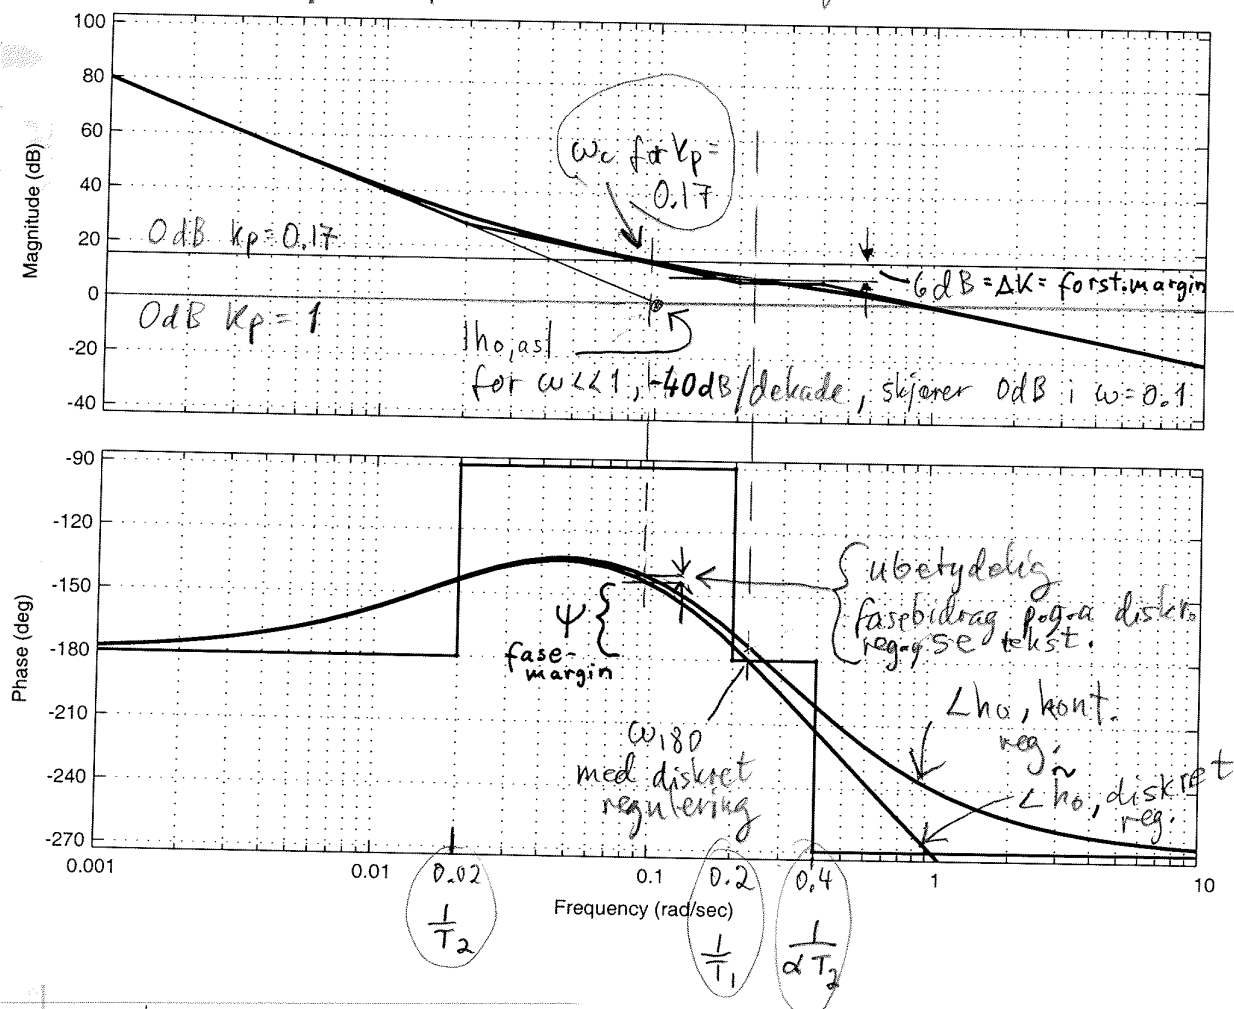 100
80
60
40
20
0
-20
-40
Magnitude (dB)
ωc for Kp =
0.17
0dB Kp = 0.17
6dB = ΔK = forst.margin
0dB Kp = 1
|ho,as|
for ω<<1, -40dB/dekade, skjærer 0dB i ω=0.1
-90
-120
-150
-180
-210
-240
-270
Phase (deg)
ψ
fase-
margin
ubetydelig
fasebidrag p.g.a diskr.
reg., se tekst.
ω180
med diskret
regulering
∠ho, kont.
reg.
∠h̃o, diskret
reg.
0.001
0.01
0.02
0.1
0.2
0.4
1
10
Frequency (rad/sec)
1/T2
1/T1
1/αT2